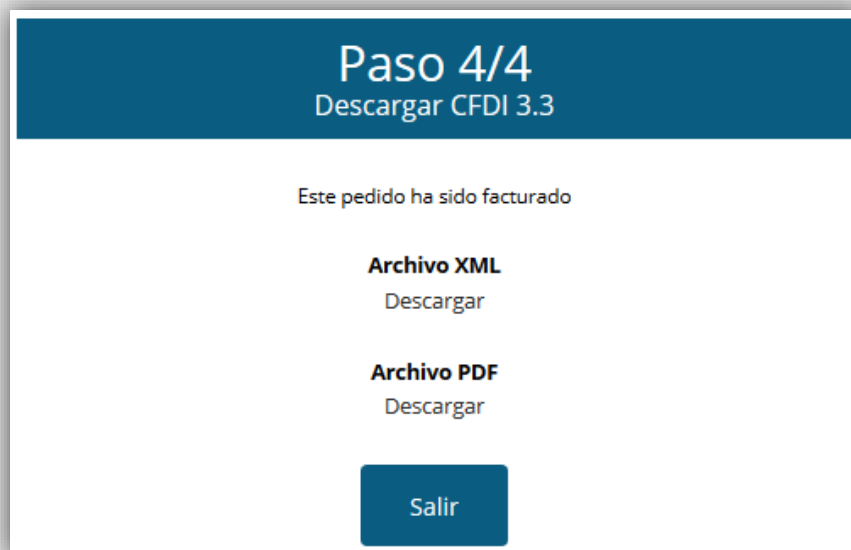 Paso 4/4
Descargar CFDI 3.3
Este pedido ha sido facturado
Archivo XML
Descargar
Archivo PDF
Descargar
Salir